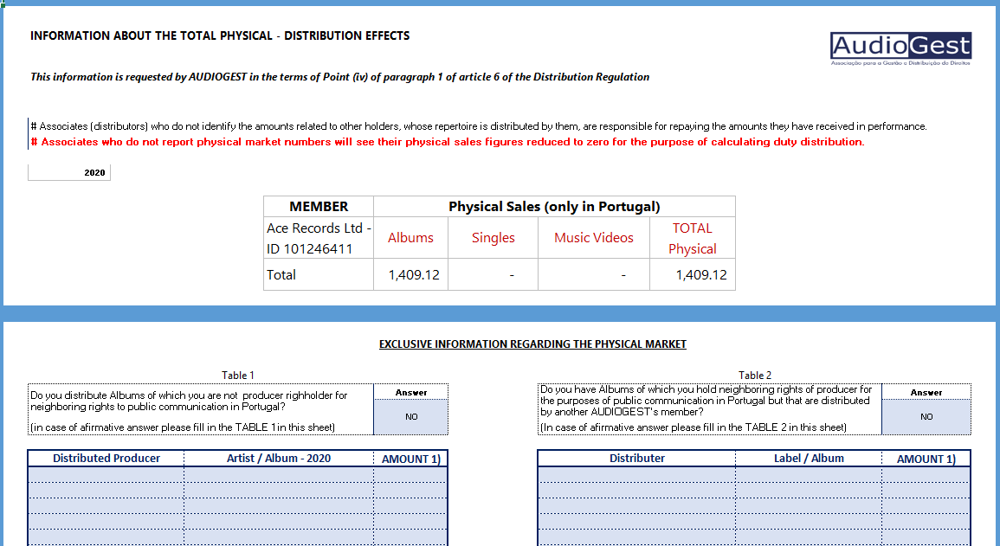 INFORMATION ABOUT THE TOTAL PHYSICAL - DISTRIBUTION EFFECTS
AudioGest
Associação para a Gestão e Distribuição de Direitos
This information is requested by AUDIOGEST in the terms of Point (iv) of paragraph 1 of article 6 of the Distribution Regulation
# Associates (distributors) who do not identify the amounts related to other holders, whose repertoire is distributed by them, are responsible for repaying the amounts they have received in performance.
# Associates who do not report physical market numbers will see their physical sales figures reduced to zero for the purpose of calculating duty distribution.
2020
MEMBER Physical Sales (only in Portugal)
Ace Records Ltd - ID 101246411 Albums Singles Music Videos TOTAL Physical
Total 1,409.12 - - 1,409.12
EXCLUSIVE INFORMATION REGARDING THE PHYSICAL MARKET
Table 1
Do you distribute Albums of which you are not producer righholder for
neighboring rights to public communication in Portugal?
(in case of afirmative answer please fill in the TABLE 1 in this sheet)
Answer
NO
Distributed Producer Artist / Album - 2020 AMOUNT 1)
Table 2
Do you have Albums of which you hold neighboring rights of producer for
the purposes of public communication in Portugal but that are distributed
by another AUDIOGEST's member?
(In case of afirmative answer please fill in the TABLE 2 in this sheet)
Answer
NO
Distributer Label / Album AMOUNT 1)